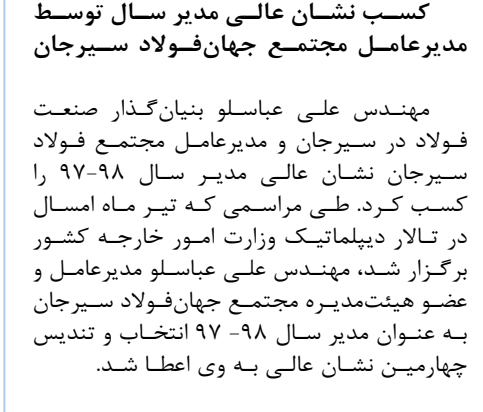 کسب نشان عالی مدیر سال توسط
مدیرعامل مجتمع جهان‌فولاد سیرجان
مهندس علی عباسلو بنیان‌گذار صنعت
فولاد در سیرجان و مدیرعامل مجتمع فولاد
سیرجان نشان عالی مدیر سال ۹۸-۹۷ را
کسب کرد. طی مراسمی که تیر ماه امسال
در تالار دیپلماتیک وزارت امور خارجه کشور
برگزار شد، مهندس علی عباسلو مدیرعامل و
عضو هیئت‌مدیره مجتمع جهان‌فولاد سیرجان
به عنوان مدیر سال ۹۸- ۹۷ انتخاب و تندیس
چهارمین نشان عالی به وی اعطا شد.